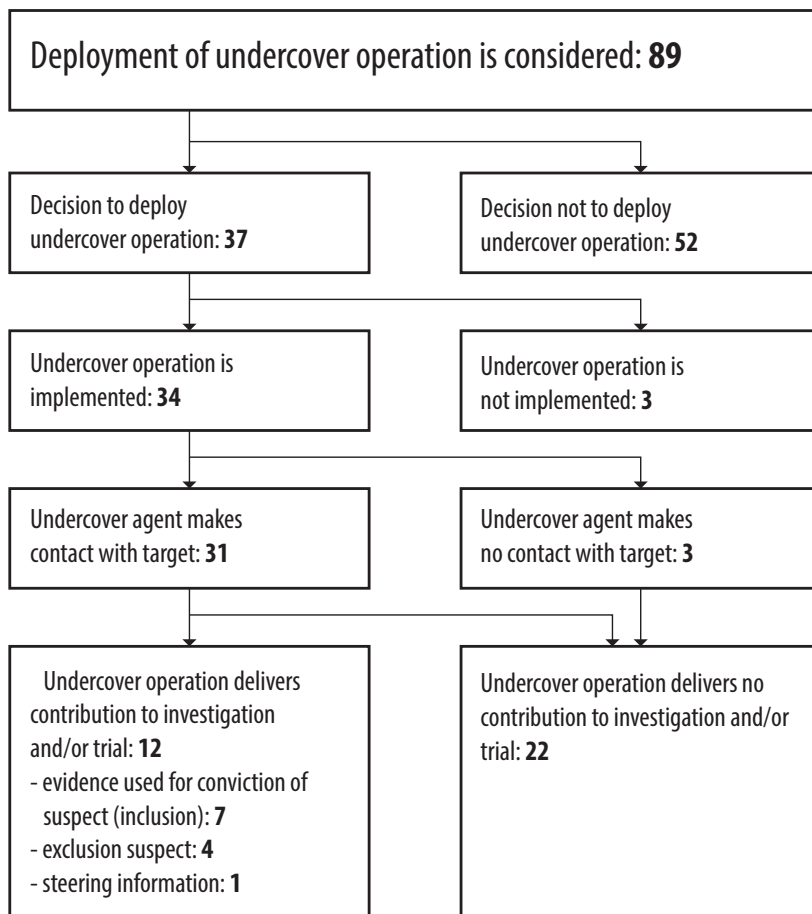 Deployment of undercover operation is considered: 89
Decision to deploy
undercover operation: 37
Decision not to deploy
undercover operation: 52
Undercover operation is
implemented: 34
Undercover operation is
not implemented: 3
Undercover agent makes
contact with target: 31
Undercover agent makes
no contact with target: 3
Undercover operation delivers
contribution to investigation
and/or trial: 12
- evidence used for conviction of
suspect (inclusion): 7
- exclusion suspect: 4
- steering information: 1
Undercover operation delivers no
contribution to investigation and/or
trial: 22